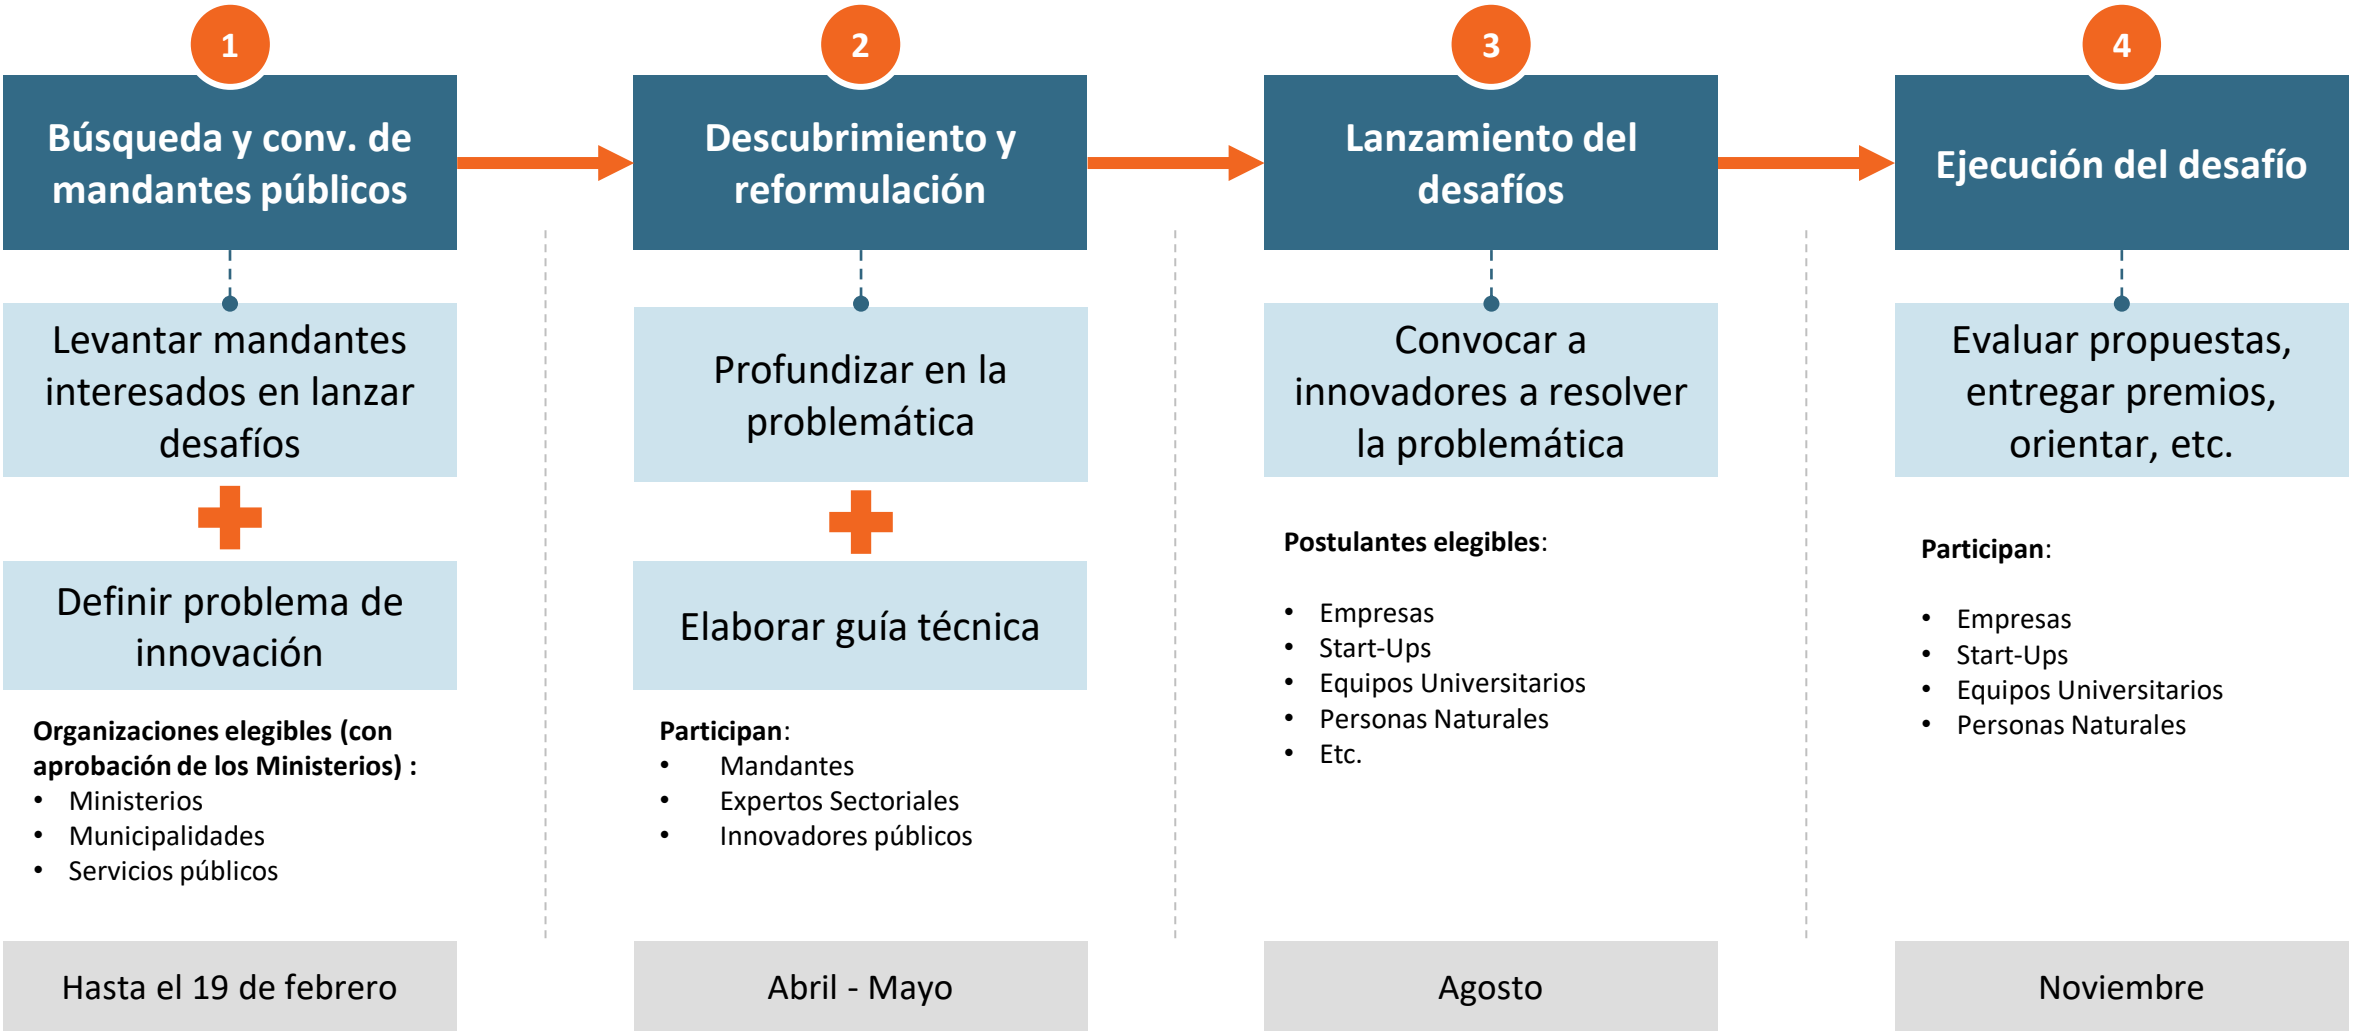 1
Búsqueda y conv. de
mandantes públicos
Levantar mandantes
interesados en lanzar
desafíos
Definir problema de
innovación
Organizaciones elegibles (con
aprobación de los Ministerios) :
• Ministerios
• Municipalidades
• Servicios públicos
Hasta el 19 de febrero
2
Descubrimiento y
reformulación
Profundizar en la
problemática
Elaborar guía técnica
Participan:
• Mandantes
• Expertos Sectoriales
• Innovadores públicos
Abril - Mayo
3
Lanzamiento del
desafíos
Convocar a
innovadores a resolver
la problemática
Postulantes elegibles:
• Empresas
• Start-Ups
• Equipos Universitarios
• Personas Naturales
• Etc.
Agosto
4
Ejecución del desafío
Evaluar propuestas,
entregar premios,
orientar, etc.
Participan:
• Empresas
• Start-Ups
• Equipos Universitarios
• Personas Naturales
Noviembre